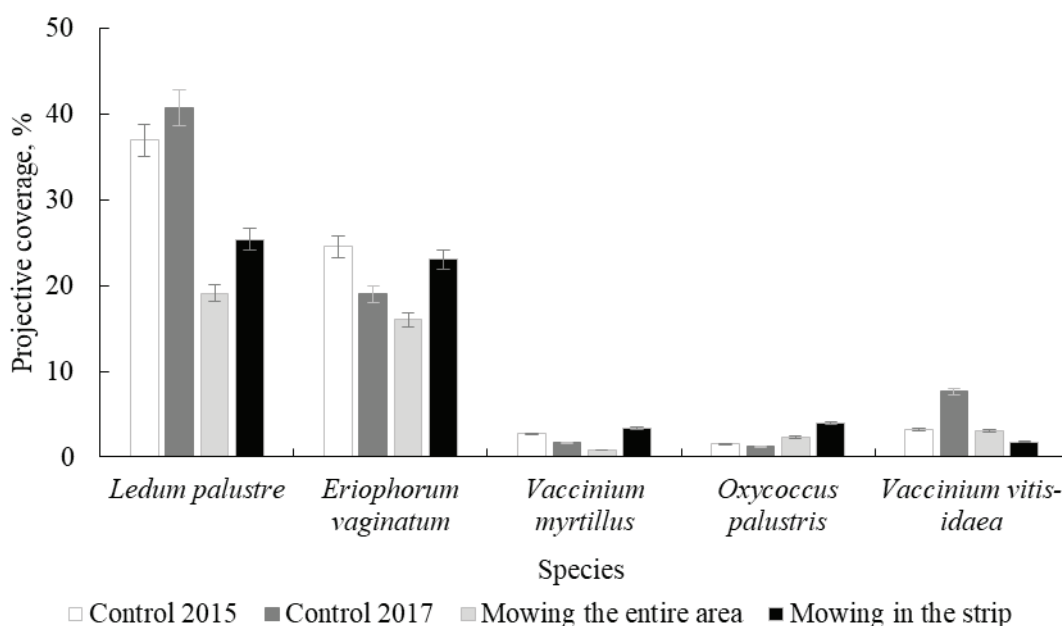 50
40
30
20
10
0
Projective coverage, %
Ledum palustre
Eriophorum
vaginatum
Vaccinium
myrtillus
Oxycoccus
palustris
Vaccinium vitis-
idaea
Species
Control 2015
Control 2017
Mowing the entire area
Mowing in the strip